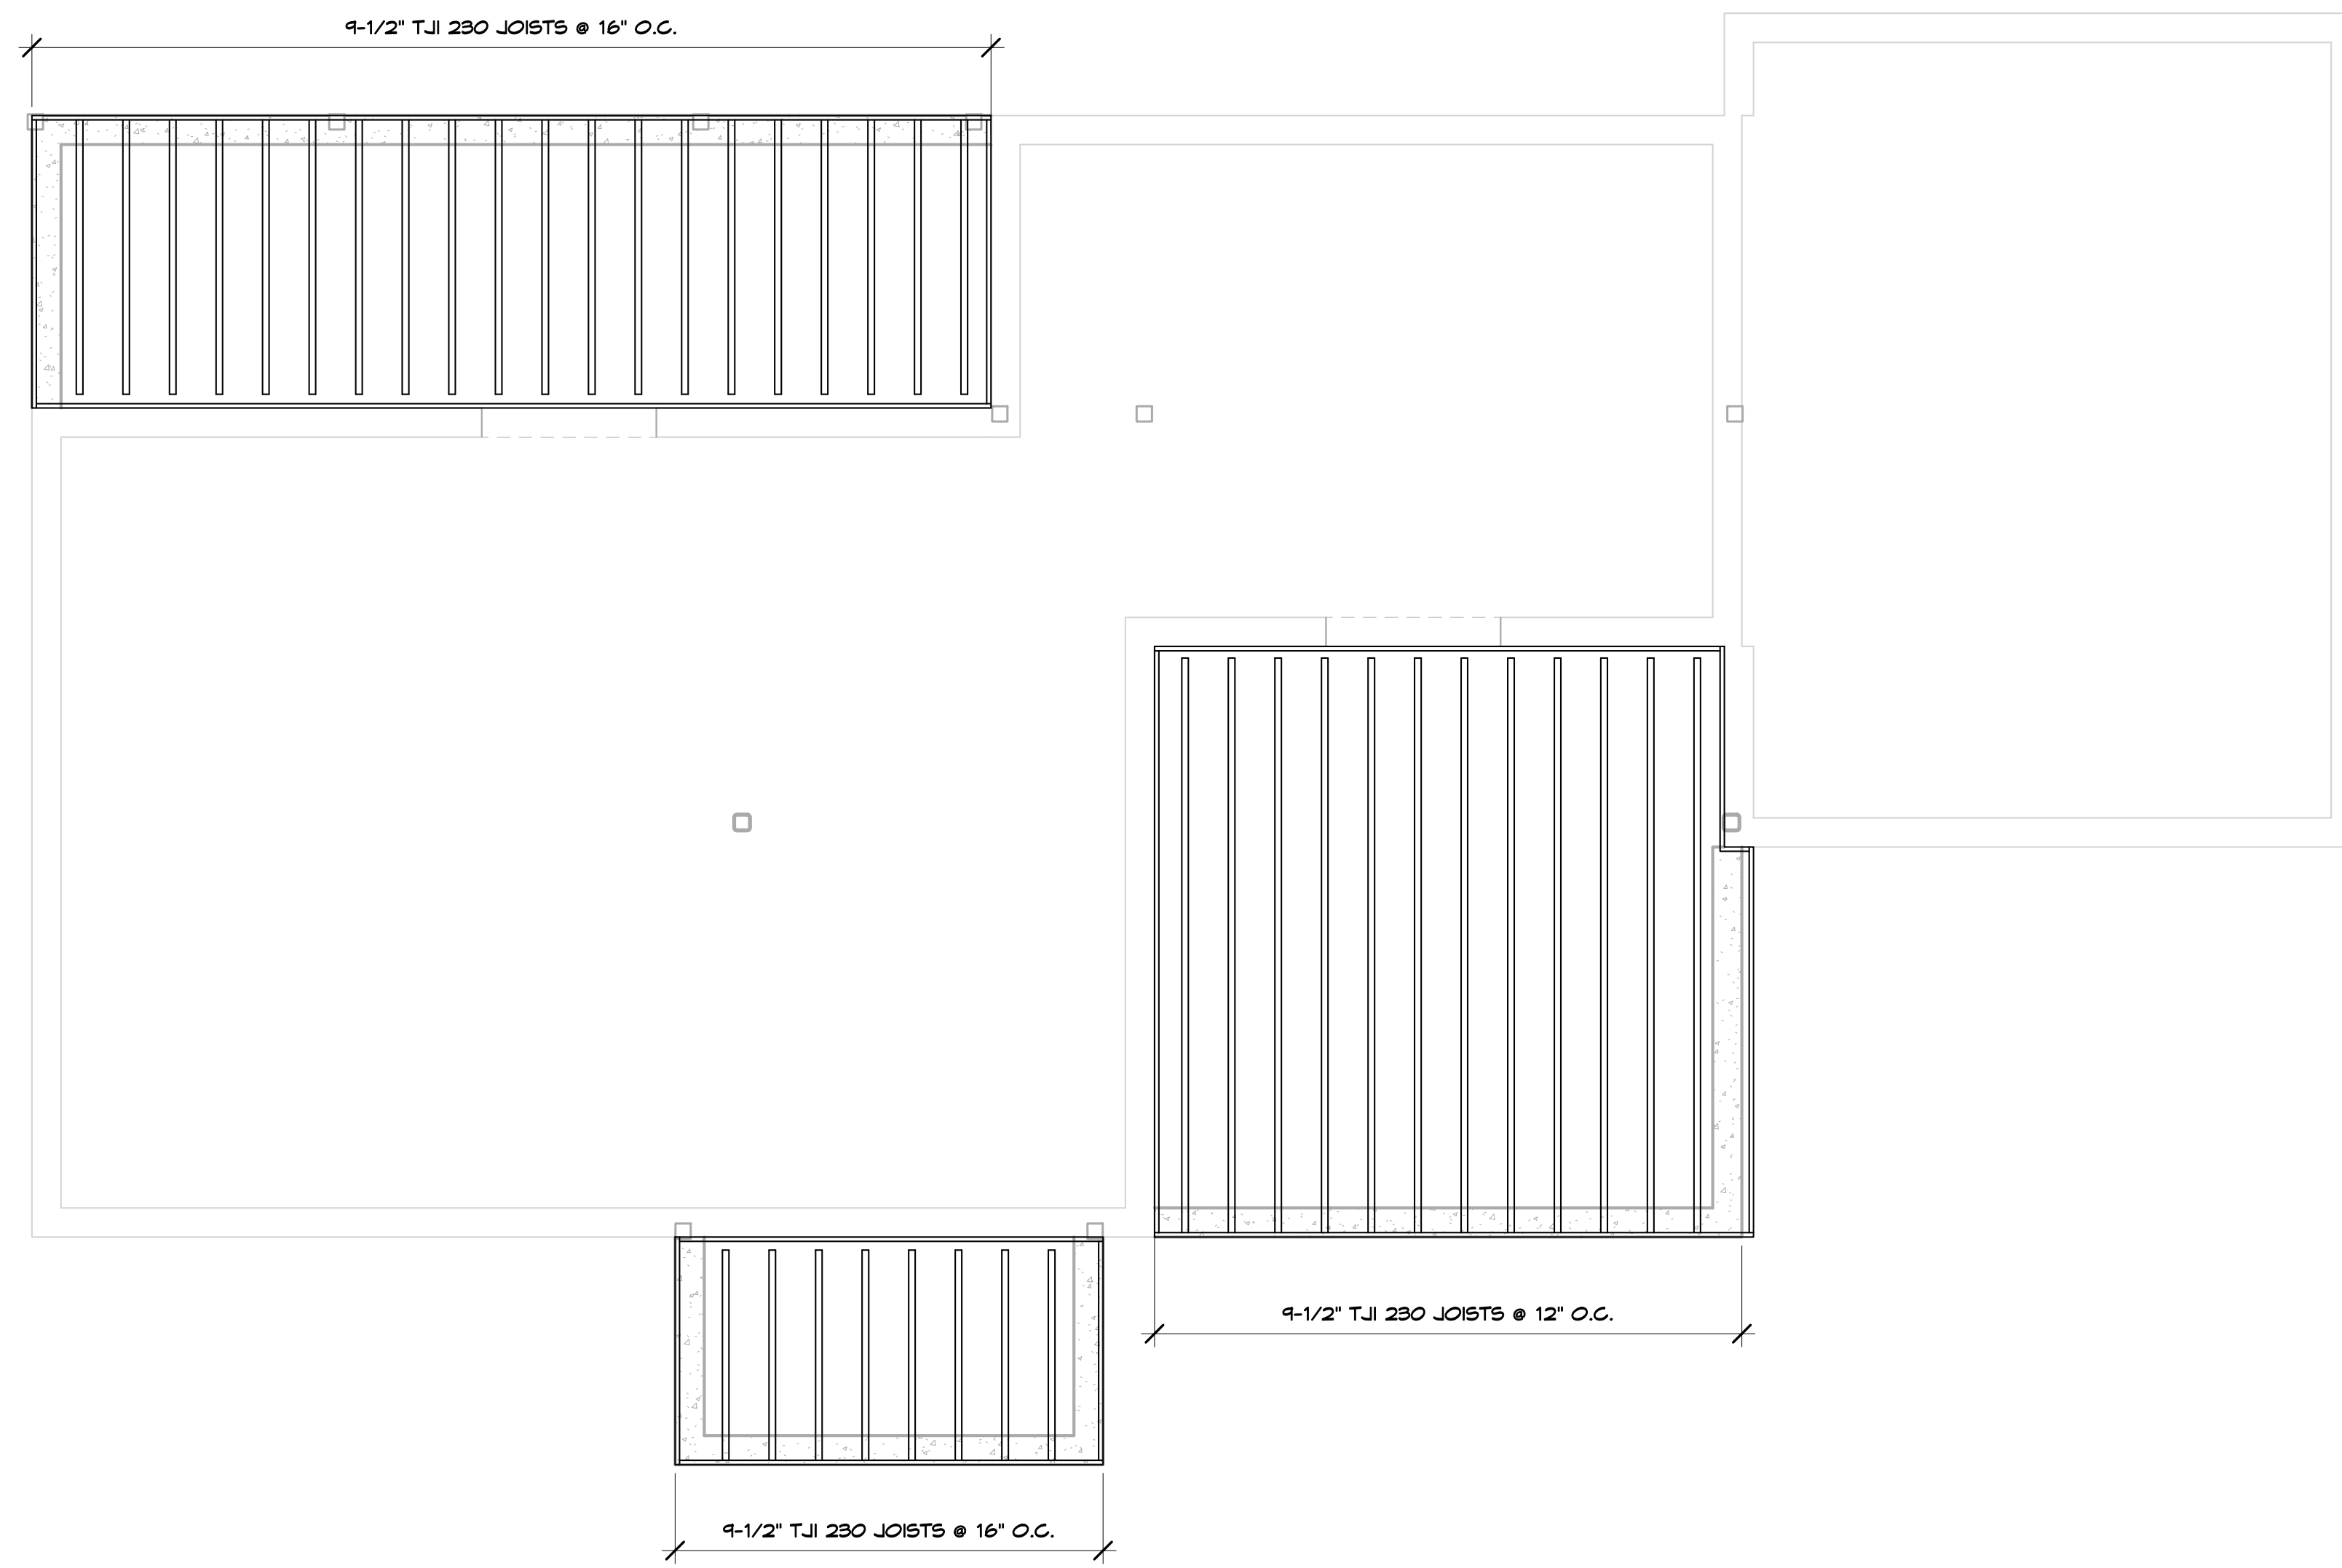 9-1/2" TJI 230 JOISTS @ 16" O.C.
9-1/2" TJI 230 JOISTS @ 12" O.C.
9-1/2" TJI 230 JOISTS @ 16" O.C.